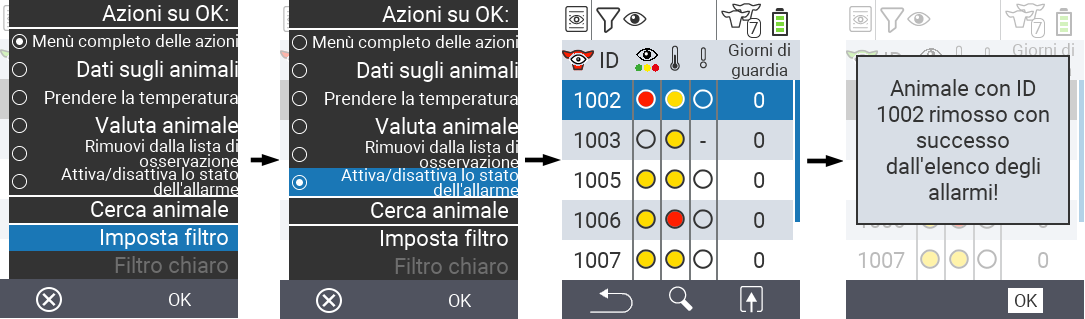 Azioni su OK:
Menù completo delle azioni
Dati sugli animali
Prendere la temperatura
Valuta animale
Rimuovi dalla lista di
osservazione
Attiva/disattiva lo stato
dell'allarme
Cerca animale
Imposta filtro
Filtro chiaro
OK
Azioni su OK:
Menù completo delle azioni
Dati sugli animali
Prendere la temperatura
Valuta animale
Rimuovi dalla lista di
osservazione
Attiva/disattiva lo stato
dell'allarme
Cerca animale
Imposta filtro
Filtro chiaro
OK
7
ID Giorni di
guardia
1002 0
1003 - 0
1005 0
1006 0
1007 0
7
Giorni di
Animale con ID
1002 rimosso con
successo
dall'elenco degli
allarmi!
1007 0
OK